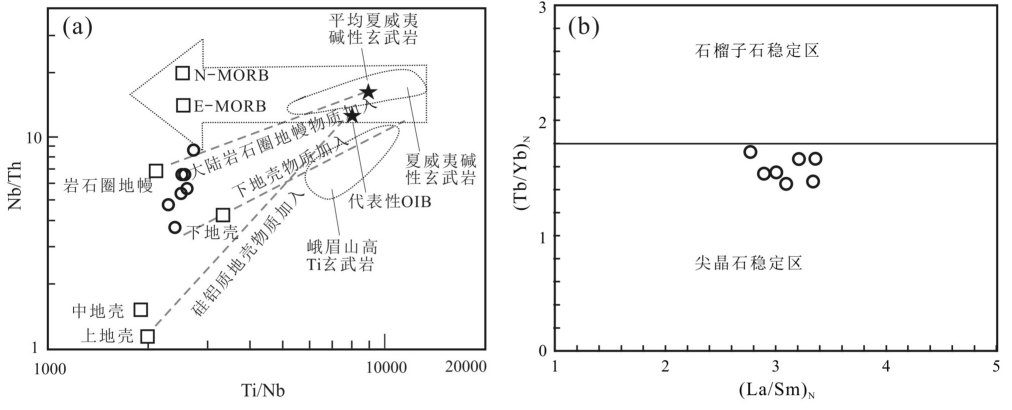 (a)
平均夏威夷
碱性玄武岩
N-MORB
E-MORB
大陆岩石圈地幔物质加入
下地壳物质加入
硅铝质地壳物质加入
岩石圈地幔
夏威夷碱
性玄武岩
代表性OIB
下地壳
峨眉山高
Ti玄武岩
中地壳
上地壳
10
1
Nb/Th
1000
10000
20000
Ti/Nb
(b)
石榴子石稳定区
尖晶石稳定区
3
2
1
0
(Tb/Yb)N
1
2
3
4
5
(La/Sm)N